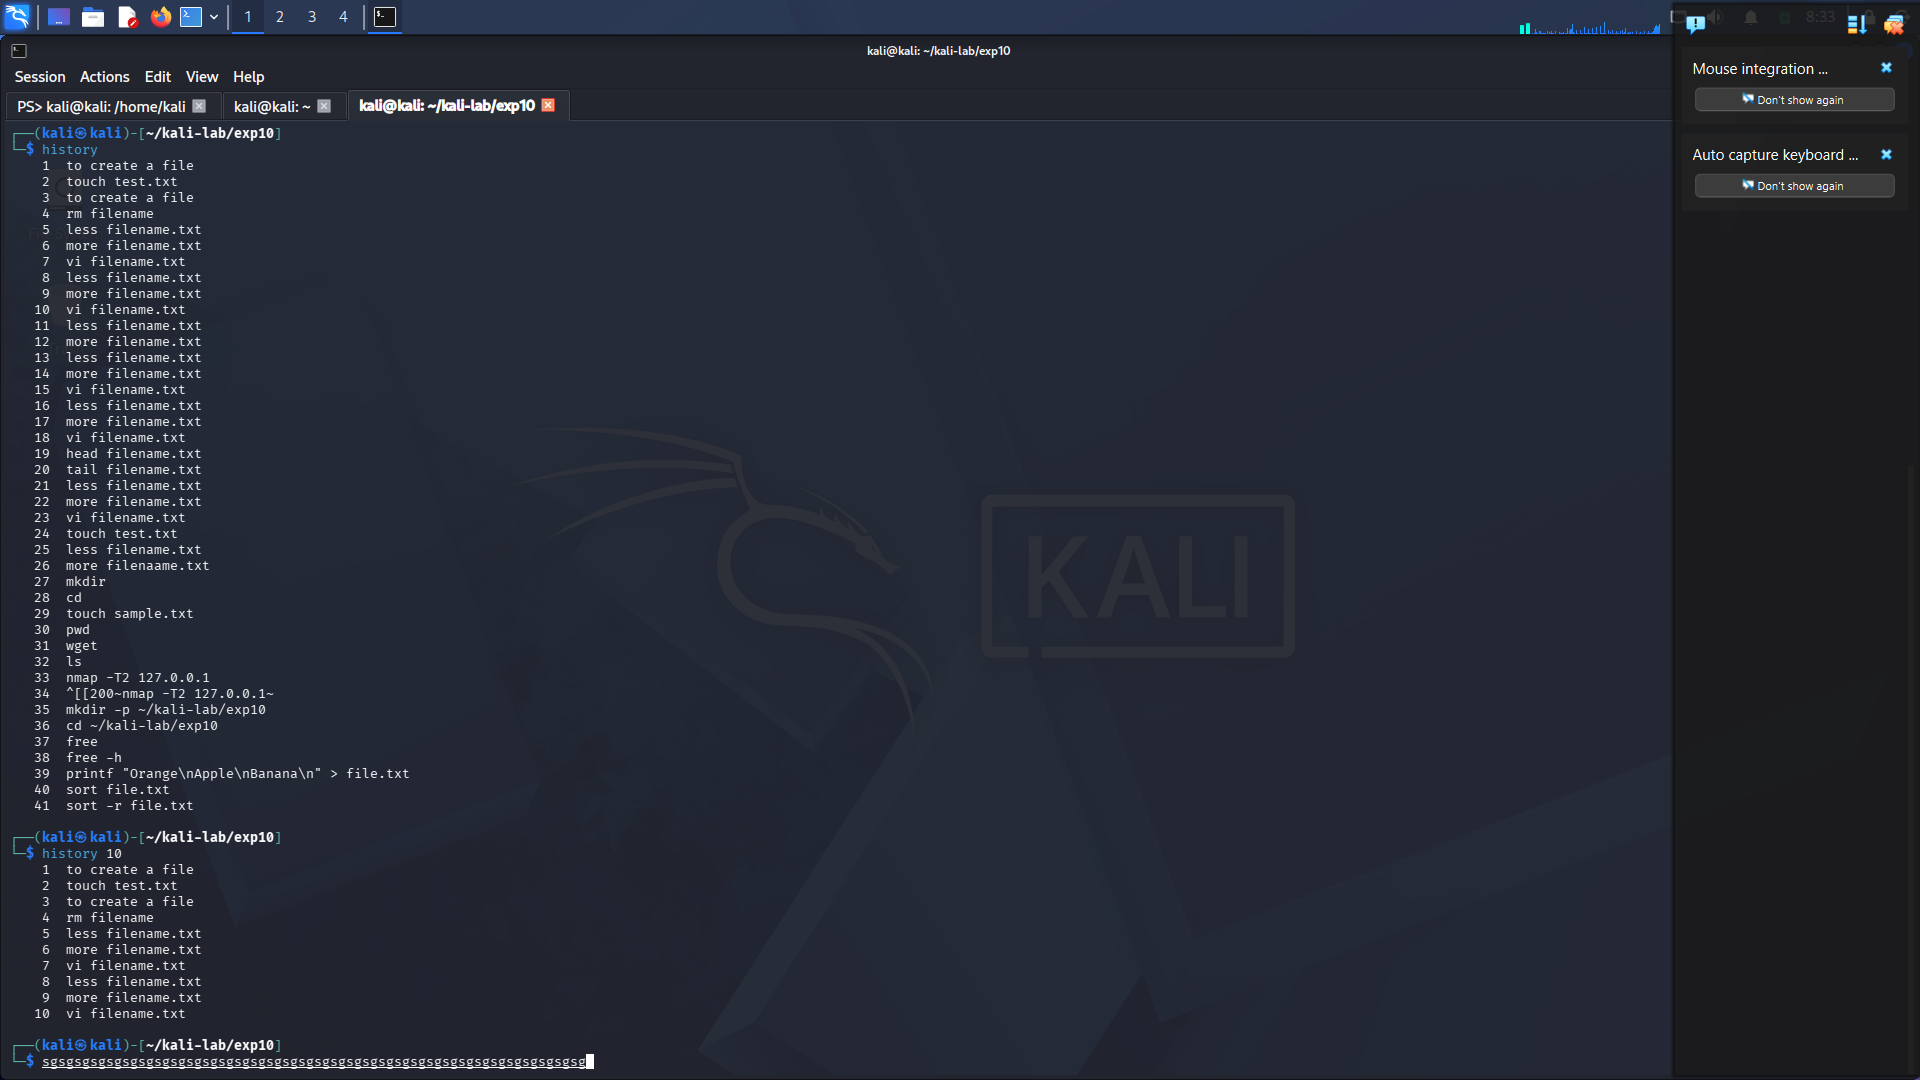 1 2 3 4 8:33
kali@kali: ~/kali-lab/exp10
Session Actions Edit View Help
PS> kali@kali: /home/kali kali@kali: ~ kali@kali: ~/kali-lab/exp10
┌──(kali㉿kali)-[~/kali-lab/exp10]
└─$ history
1 to create a file
2 touch test.txt
3 to create a file
4 rm filename
5 less filename.txt
6 more filename.txt
7 vi filename.txt
8 less filename.txt
9 more filename.txt
10 vi filename.txt
11 less filename.txt
12 more filename.txt
13 less filename.txt
14 more filename.txt
15 vi filename.txt
16 less filename.txt
17 more filename.txt
18 vi filename.txt
19 head filename.txt
20 tail filename.txt
21 less filename.txt
22 more filename.txt
23 vi filename.txt
24 touch test.txt
25 less filename.txt
26 more filenaame.txt
27 mkdir
28 cd
29 touch sample.txt
30 pwd
31 wget
32 ls
33 nmap -T2 127.0.0.1
34 ^[[200~nmap -T2 127.0.0.1~
35 mkdir -p ~/kali-lab/exp10
36 cd ~/kali-lab/exp10
37 free
38 free -h
39 printf "Orange\nApple\nBanana\n" > file.txt
40 sort file.txt
41 sort -r file.txt
┌──(kali㉿kali)-[~/kali-lab/exp10]
└─$ history 10
1 to create a file
2 touch test.txt
3 to create a file
4 rm filename
5 less filename.txt
6 more filename.txt
7 vi filename.txt
8 less filename.txt
9 more filename.txt
10 vi filename.txt
┌──(kali㉿kali)-[~/kali-lab/exp10]
└─$ sgsgsgsgsgsgsgsgsgsgsgsgsgsgsgsgsgsgsgsgsgsgsgsgsgsgsgsgsgsgsgsgsgsg
KALI
Mouse integration ...
Don't show again
Auto capture keyboard ...
Don't show again